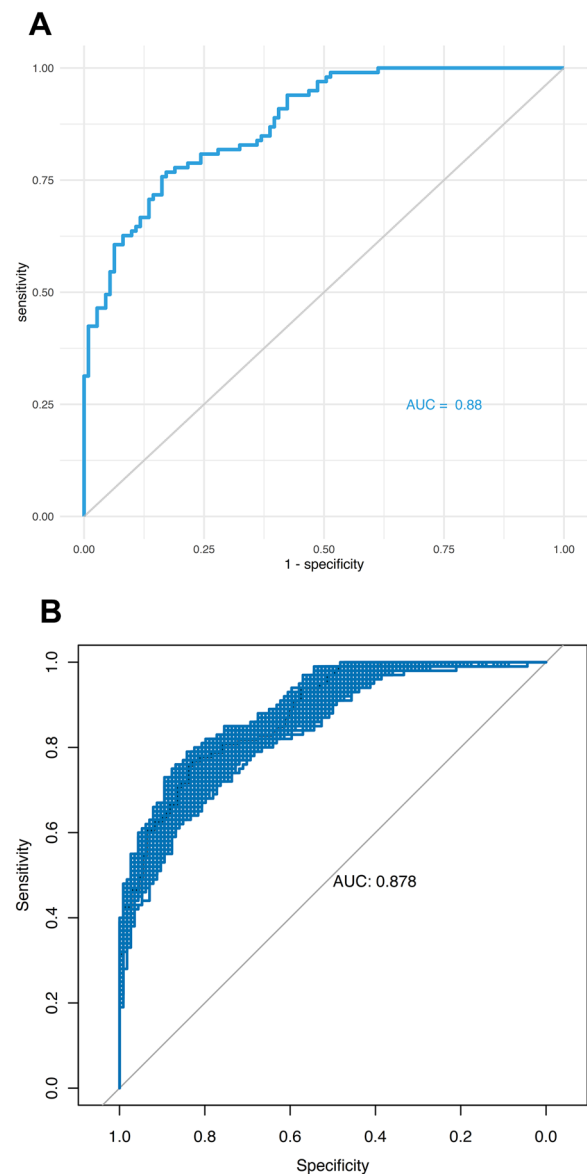 A
1.00
0.75
0.50
0.25
0.00
sensitivity
AUC = 0.88
0.00 0.25 0.50 0.75 1.00
1 - specificity
B
1.0
0.8
0.6
0.4
0.2
0.0
Sensitivity
AUC: 0.878
1.0 0.8 0.6 0.4 0.2 0.0
Specificity